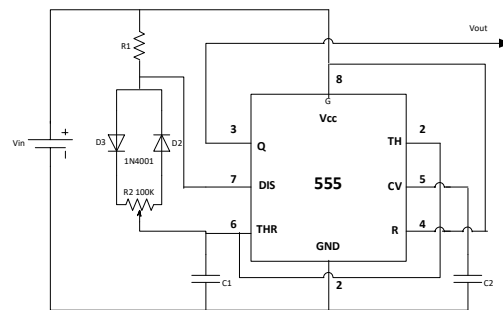 Vout
R1
8
G
Vcc
3
2
Q
TH
D3
D2
1N4001
Vin
+
7
5
DIS
555
CV
R2 100K
6
4
THR
R
GND
2
C1
C2